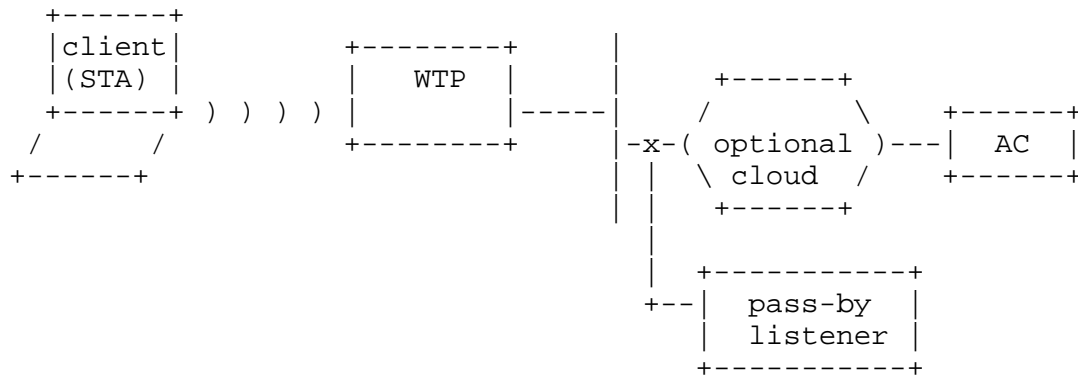 client
(STA)
WTP
optional
cloud
AC
x
pass-by
listener